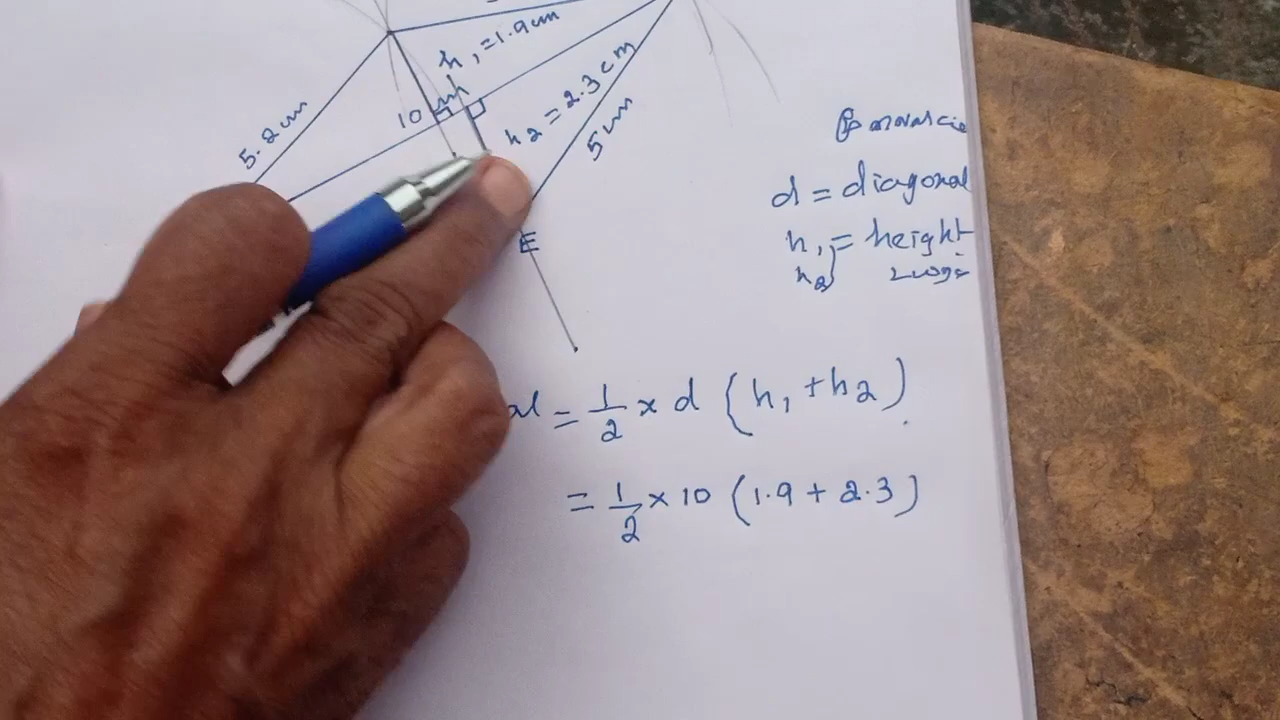 h₁ = 1.9 cm
10 cm
h₂ = 2.3 cm
5.2 cm
5 cm
d = diagonal
h₁ = height
h₂
E
al = 1/2 × d (h₁ + h₂)
= 1/2 × 10 (1.9 + 2.3)